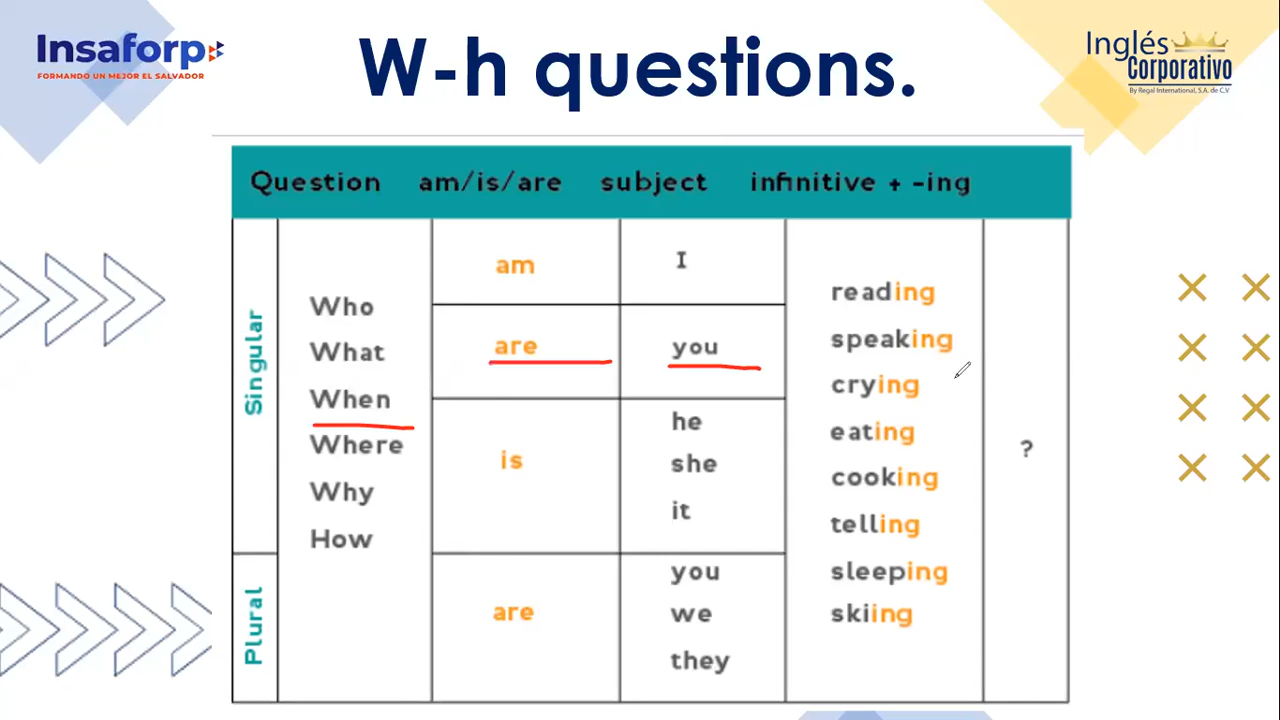 Insaforp
FORMANDO UN MEJOR EL SALVADOR
W-h questions.
Inglés
Corporativo
By Regal International, S.A. de C.V
Question am/is/are subject infinitive + -ing
Singular
Who
What
When
Where
Why
How
am
are
is
I
you
he
she
it
reading
speaking
crying
eating
cooking
telling
sleeping
skiing
?
Plural
are
you
we
they